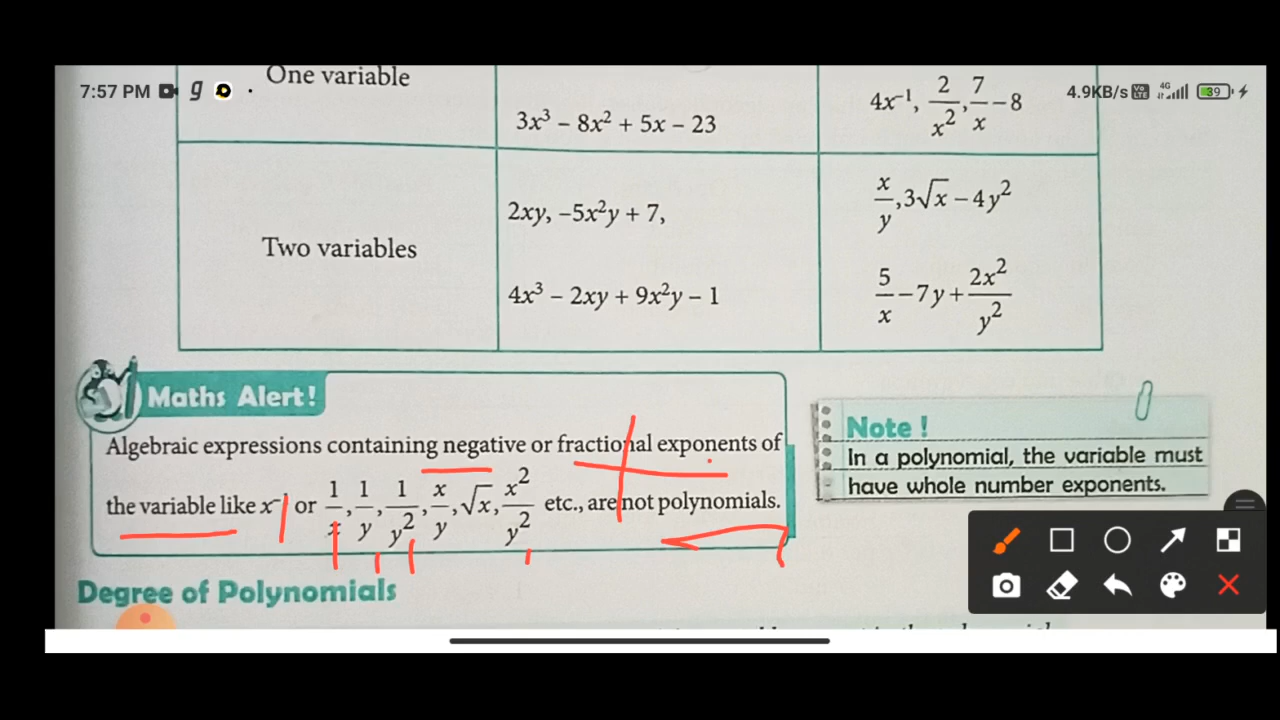 One variable
7:57 PM g
4.9KB/s Vo LTE 4G 39
3x³ – 8x² + 5x – 23
4x⁻¹, 2/x², 7/x – 8
Two variables
2xy, –5x²y + 7,
x/y, 3√x – 4y²
4x³ – 2xy + 9x²y – 1
5/x – 7y + 2x²/y²
Maths Alert!
Algebraic expressions containing negative or fractional exponents of
the variable like x⁻¹ or 1/x, 1/y, 1/y², x/y, √x, x²/y² etc., are not polynomials.
Note !
In a polynomial, the variable must
have whole number exponents.
Degree of Polynomials